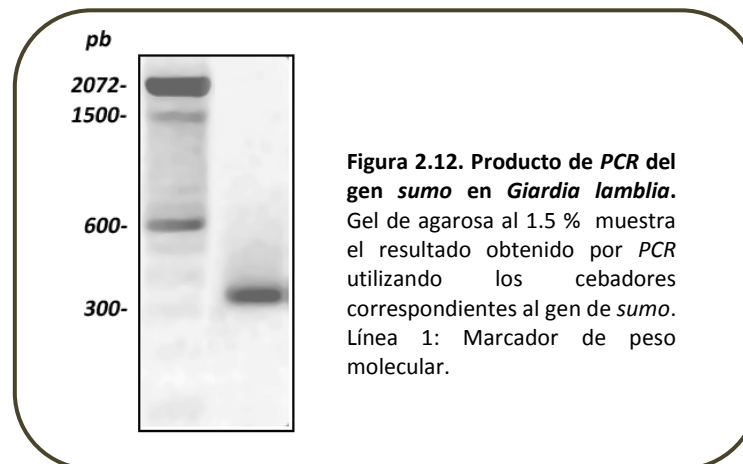 pb
2072-
1500-
600-
300-
Figura 2.12. Producto de PCR del
gen sumo en Giardia lamblia.
Gel de agarosa al 1.5 % muestra
el resultado obtenido por PCR
utilizando los cebadores
correspondientes al gen de sumo.
Línea 1: Marcador de peso
molecular.